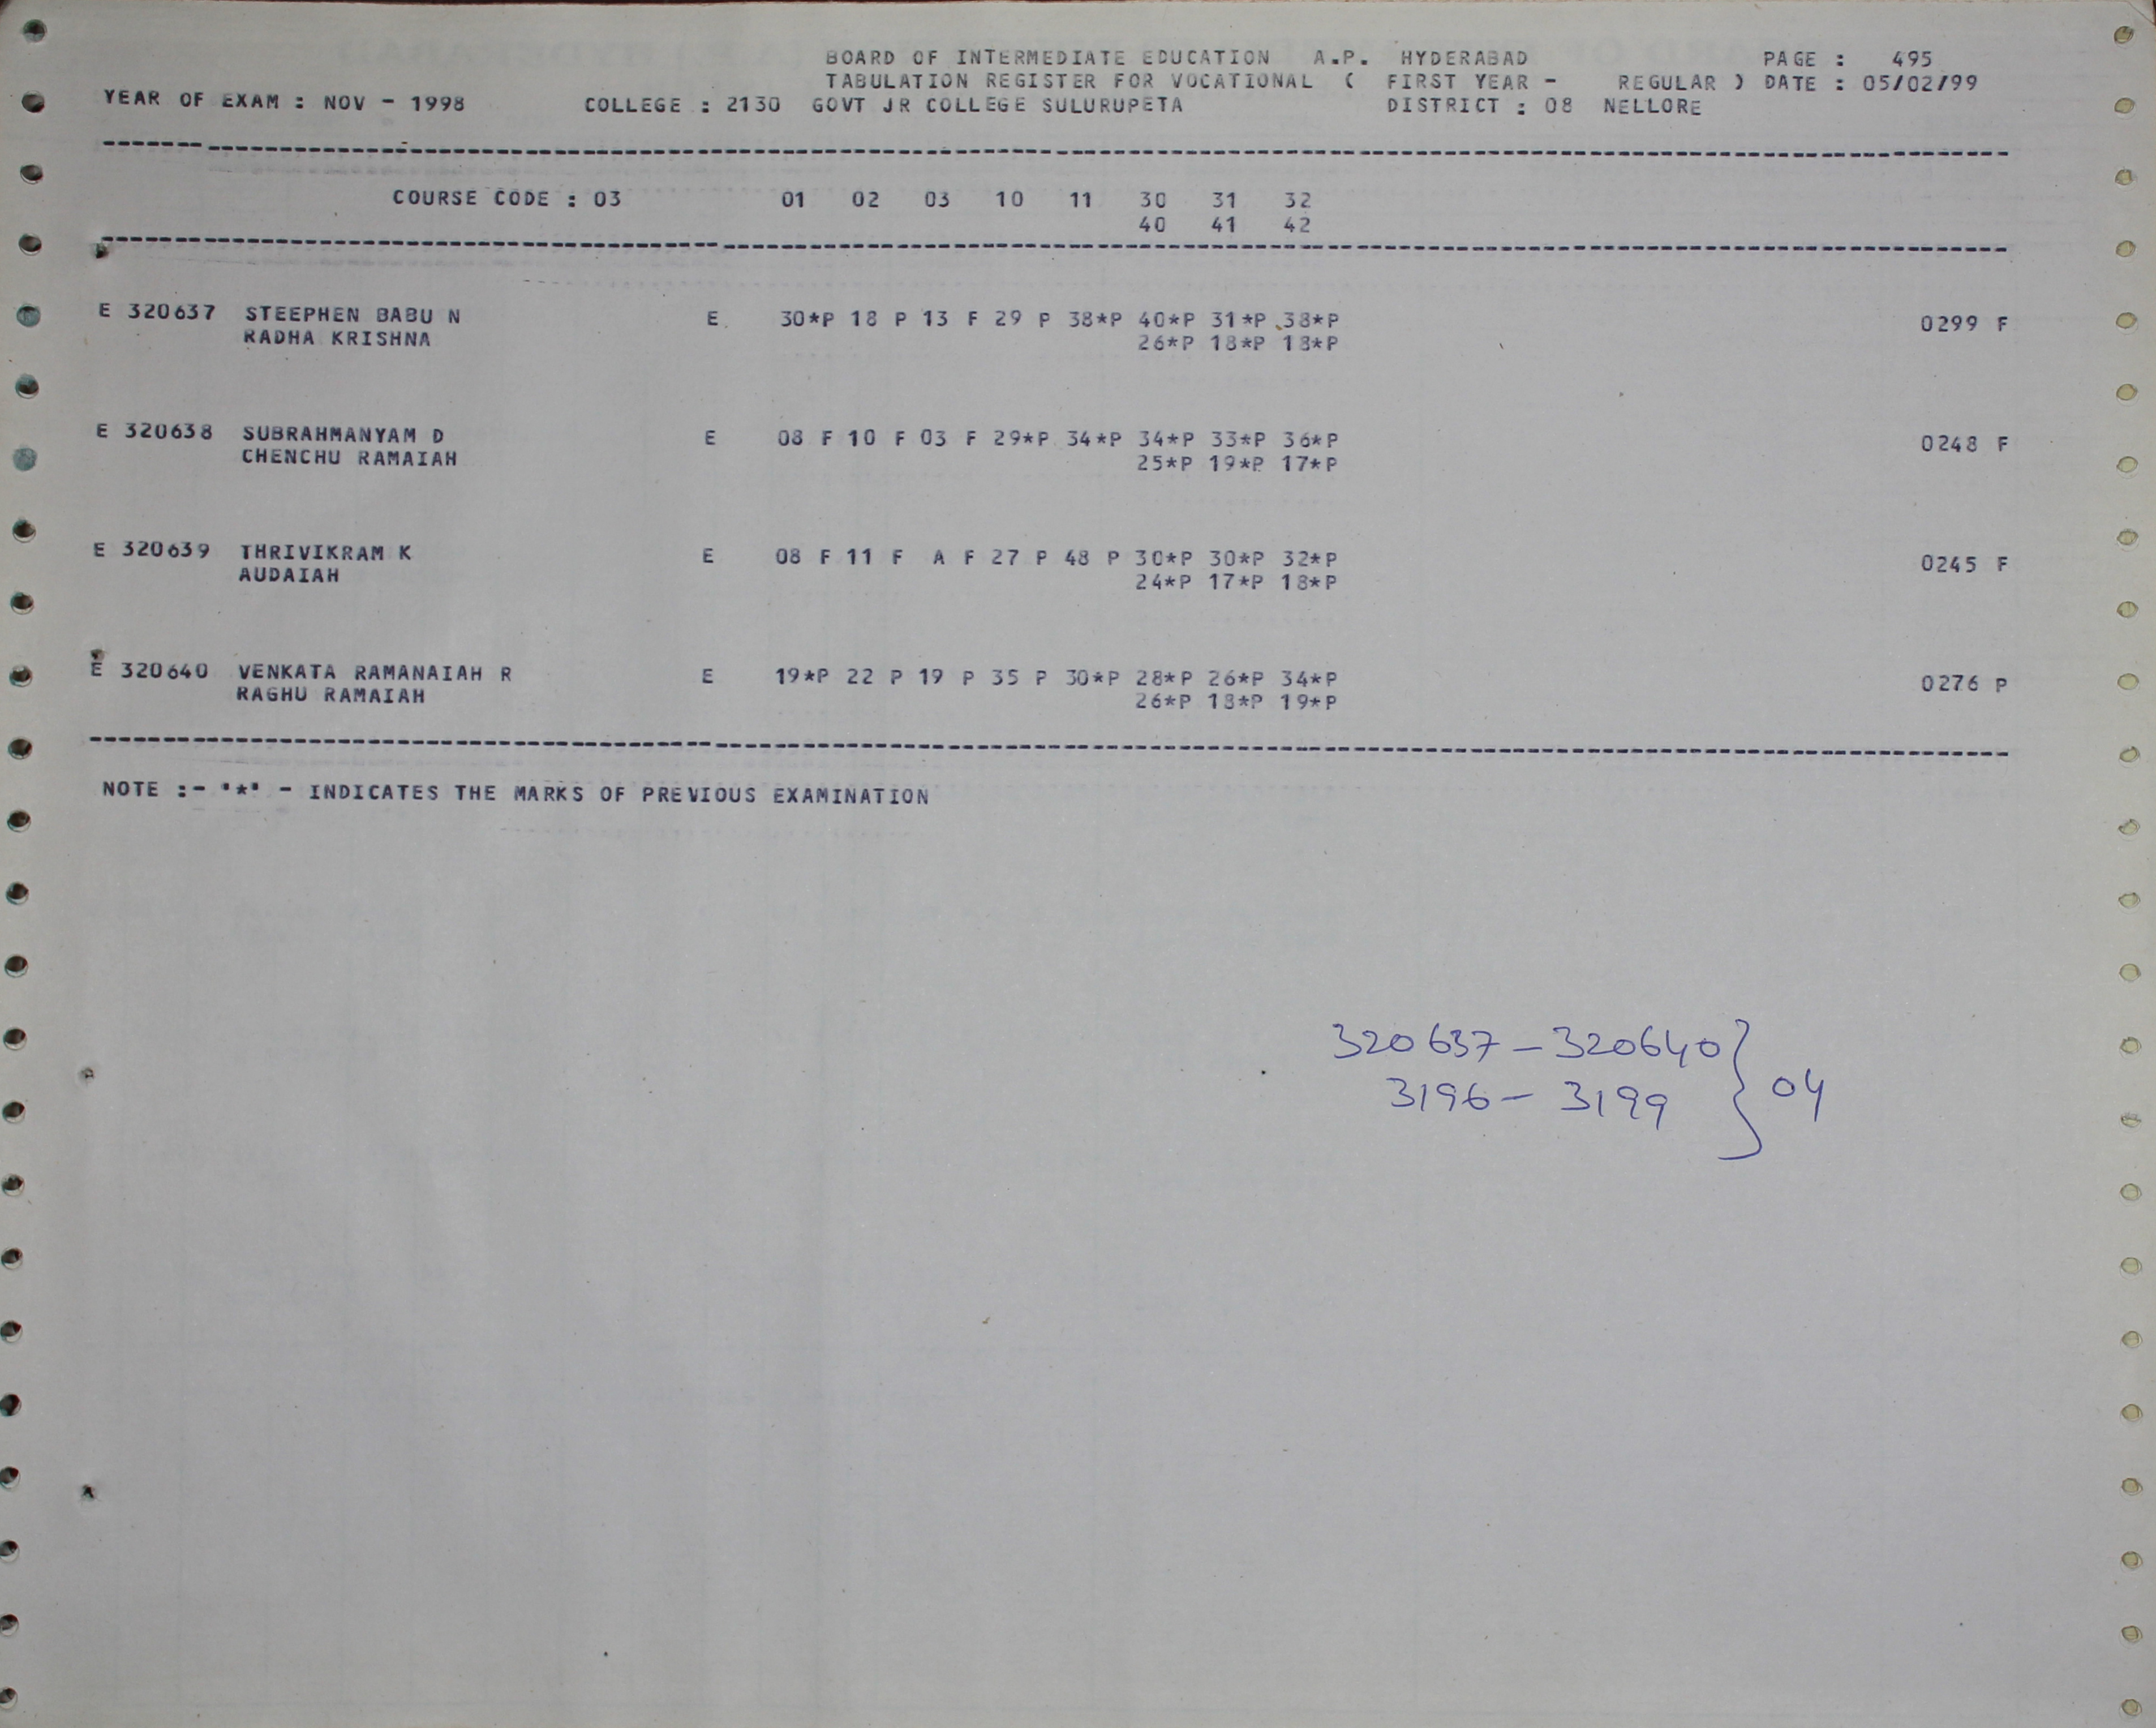 BOARD OF INTERMEDIATE EDUCATION A.P. HYDERABAD PAGE : 495
TABULATION REGISTER FOR VOCATIONAL ( FIRST YEAR - REGULAR ) DATE : 05/02/99
YEAR OF EXAM : NOV - 1998 COLLEGE : 2130 GOVT JR COLLEGE SULURUPETA DISTRICT : 08 NELLORE
COURSE CODE : 03 01 02 03 10 11 30 31 32
40 41 42
E 320637 STEEPHEN BABU N E 30*P 18 P 13 F 29 P 38*P 40*P 31*P 38*P 0299 F
RADHA KRISHNA 26*P 18*P 18*P
E 320638 SUBRAHMANYAM D E 08 F 10 F 03 F 29*P 34*P 34*P 33*P 36*P 0248 F
CHENCHU RAMAIAH 25*P 19*P 17*P
E 320639 THRIVIKRAM K E 08 F 11 F A F 27 P 48 P 30*P 30*P 32*P 0245 F
AUDAIAH 24*P 17*P 18*P
E 320640 VENKATA RAMANAIAH R E 19*P 22 P 19 P 35 P 30*P 28*P 26*P 34*P 0276 P
RAGHU RAMAIAH 26*P 18*P 19*P
NOTE :- "*" - INDICATES THE MARKS OF PREVIOUS EXAMINATION
320637 - 320640
3196 - 3199 } 04